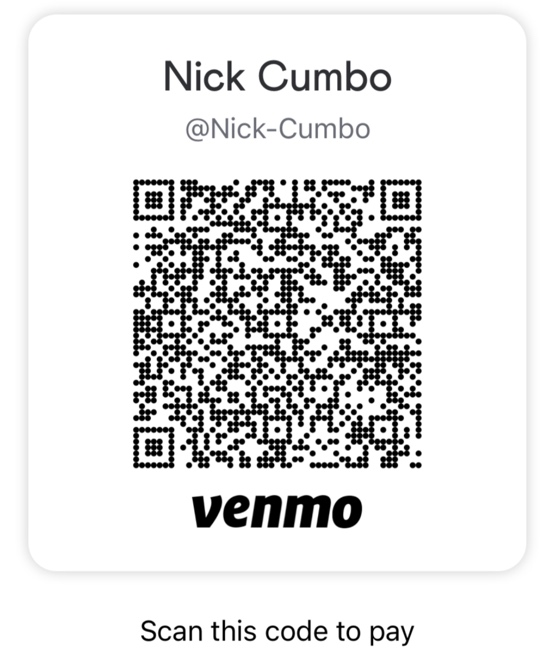 Nick Cumbo
@Nick-Cumbo
venmo
Scan this code to pay